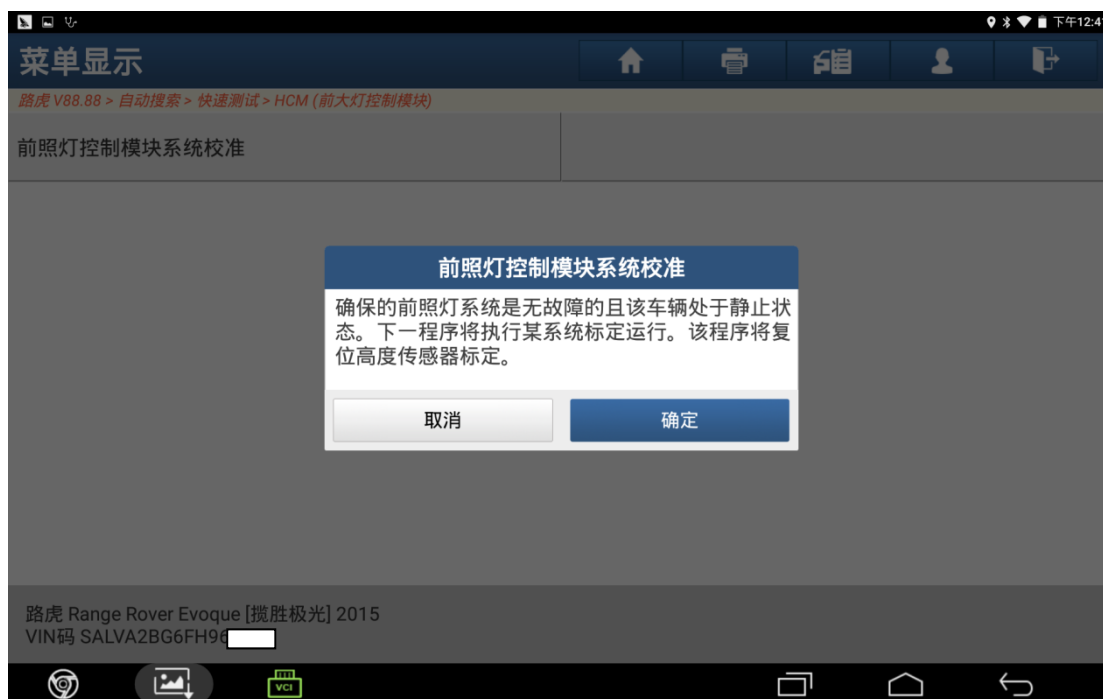 下午12:41
菜单显示
路虎 V88.88 > 自动搜索 > 快速测试 > HCM (前大灯控制模块)
前照灯控制模块系统校准
前照灯控制模块系统校准
确保的前照灯系统是无故障的且该车辆处于静止状
态。下一程序将执行某系统标定运行。该程序将复
位高度传感器标定。
取消
确定
路虎 Range Rover Evoque [揽胜极光] 2015
VIN码 SALVA2BG6FH96
VCI